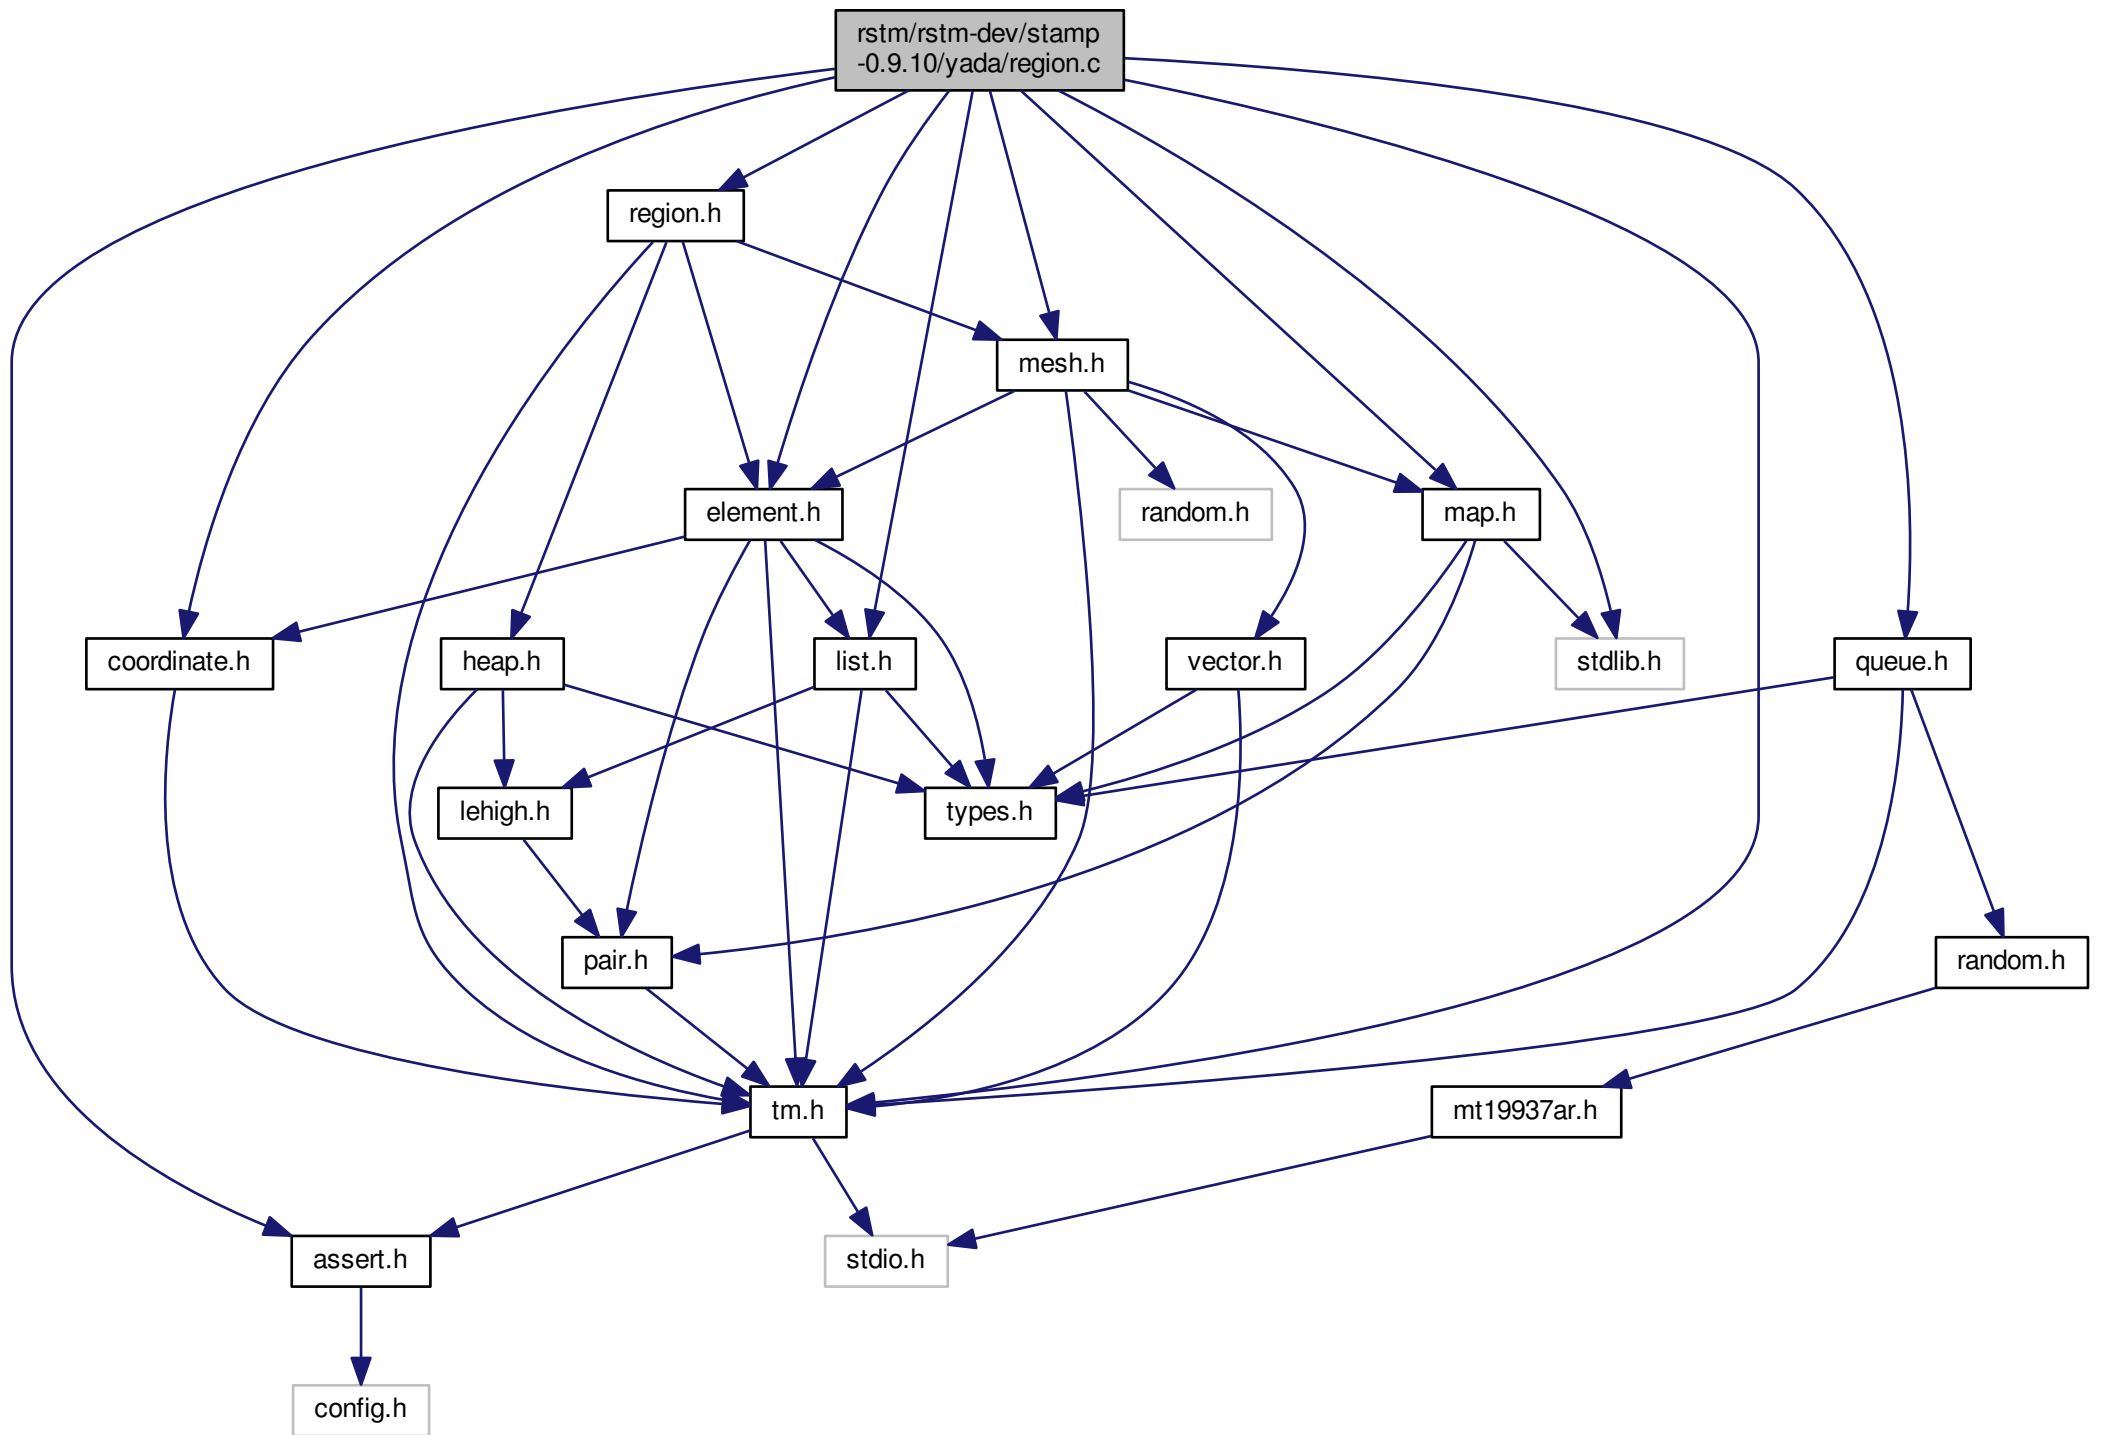 rstm/rstm-dev/stamp
-0.9.10/yada/region.c
region.h
mesh.h
element.h
random.h
map.h
coordinate.h
heap.h
list.h
vector.h
stdlib.h
queue.h
lehigh.h
types.h
pair.h
random.h
tm.h
mt19937ar.h
assert.h
stdio.h
config.h